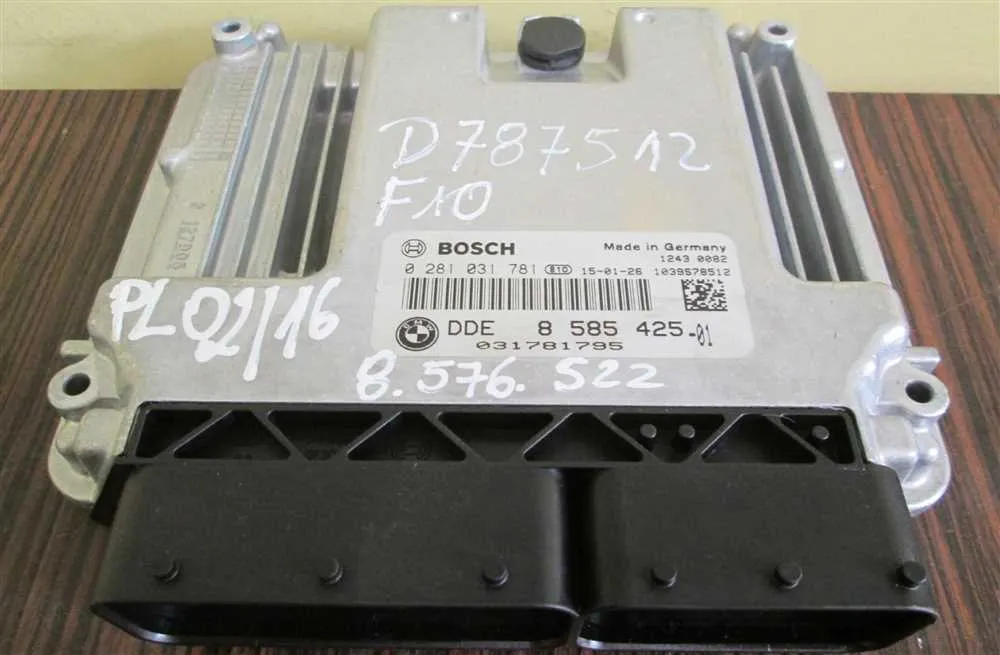 D787512
F10
BOSCH
Made in Germany
1243 0082
0 281 031 781 E10 15-01-26 1039S78512
DDE 8 585 425-01
031781795
PL 02/16
8.576.522